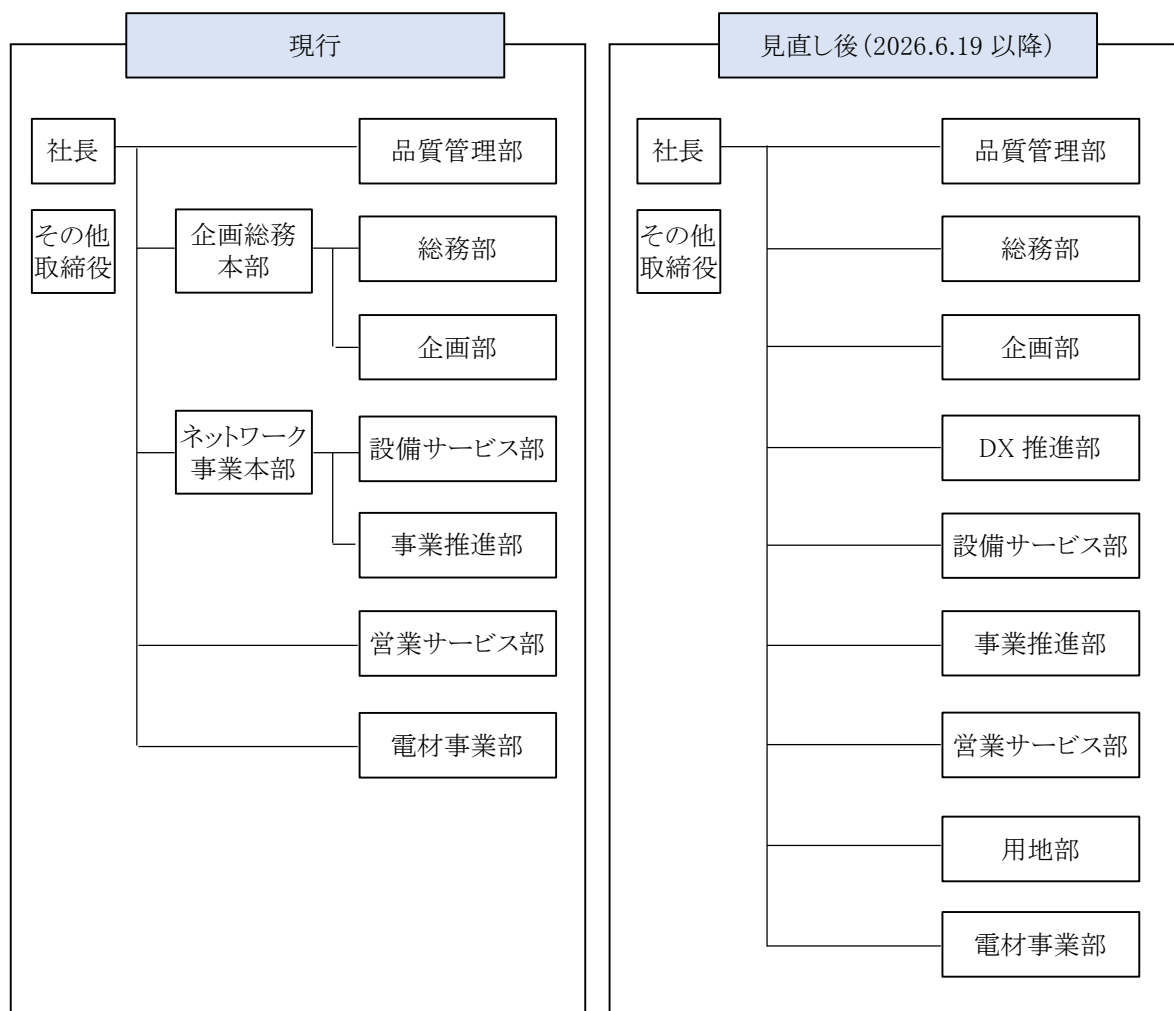 現行
社長
品質管理部
その他
取締役
企画総務
本部
総務部
企画部
ネットワーク
事業本部
設備サービス部
事業推進部
営業サービス部
電材事業部
見直し後（2026.6.19 以降）
社長
品質管理部
その他
取締役
総務部
企画部
DX 推進部
設備サービス部
事業推進部
営業サービス部
用地部
電材事業部